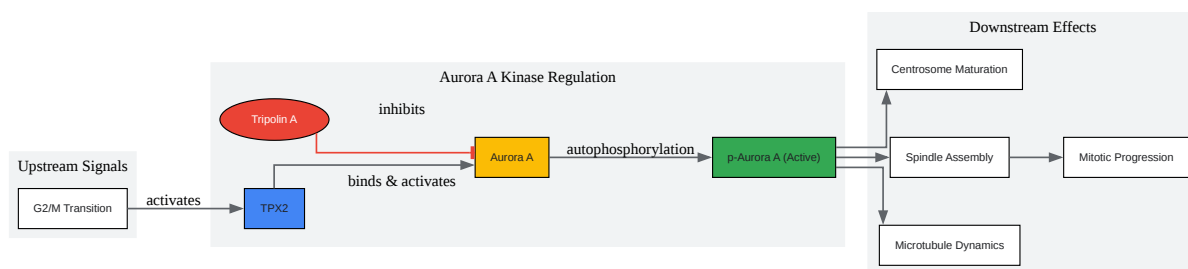 Upstream Signals
G2/M Transition
activates
Aurora A Kinase Regulation
Tripolin A
inhibits
TPX2
binds & activates
Aurora A
autophosphorylation
p-Aurora A (Active)
Downstream Effects
Centrosome Maturation
Spindle Assembly
Mitotic Progression
Microtubule Dynamics